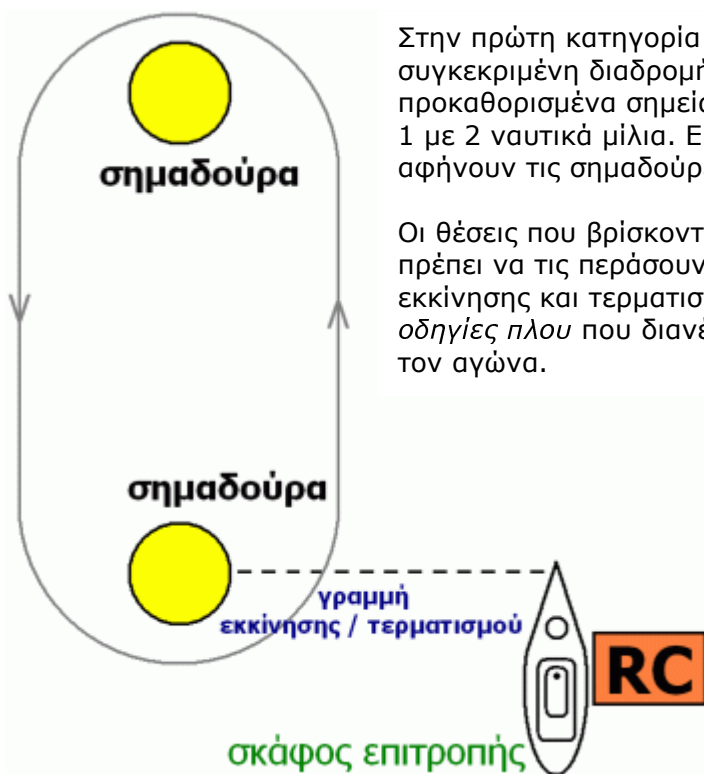 Στην πρώτη κατηγορία
συγκεκριμένη διαδρομή
προκαθορισμένα σημεία
1 με 2 ναυτικά μίλια. Ε
αφήνουν τις σημαδούρ
Οι θέσεις που βρίσκοντ
πρέπει να τις περάσουν
εκκίνησης και τερματισ
οδηγίες πλου που διανέ
τον αγώνα.
σημαδούρα
σημαδούρα
γραμμή
εκκίνησης / τερματισμού
RC
σκάφος επιτροπής